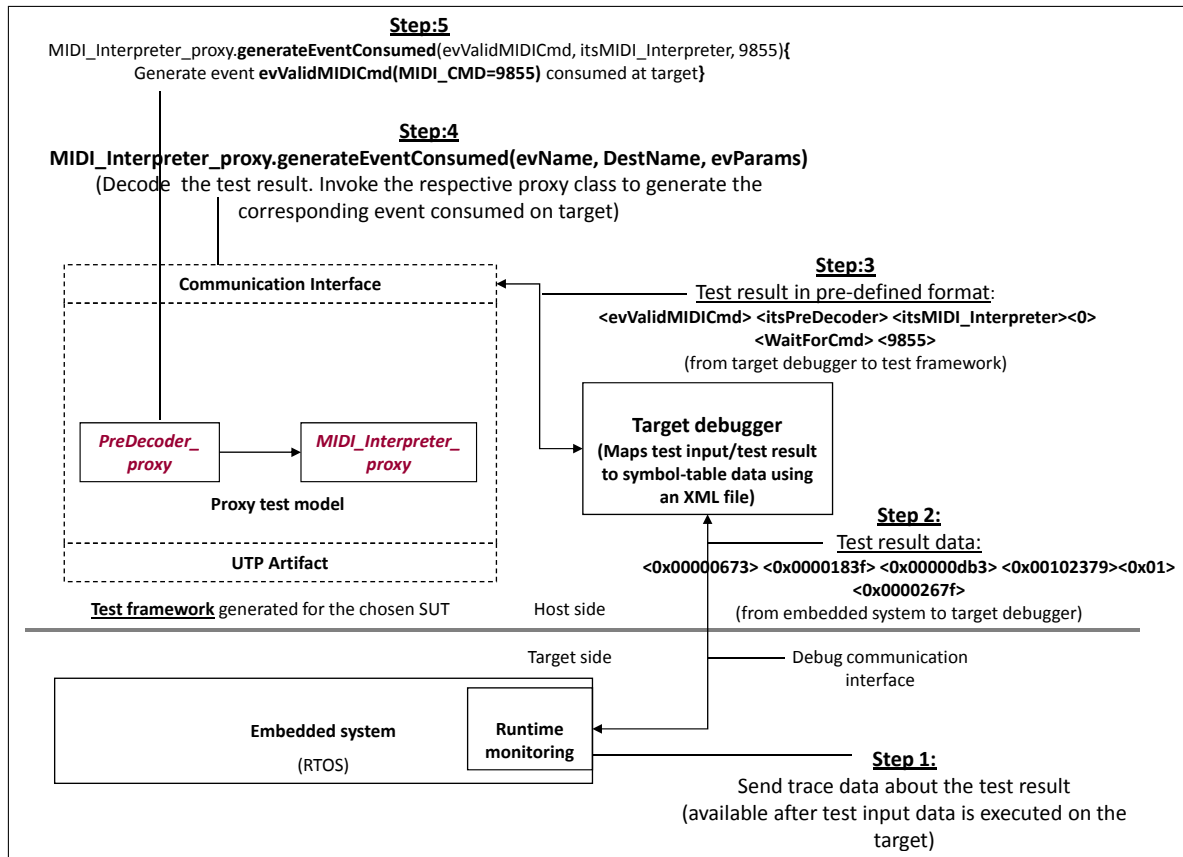 Step:5
MIDI_Interpreter_proxy.generateEventConsumed(evValidMIDICmd, itsMIDI_Interpreter, 9855){
Generate event evValidMIDICmd(MIDI_CMD=9855) consumed at target}
Step:4
MIDI_Interpreter_proxy.generateEventConsumed(evName, DestName, evParams)
(Decode the test result. Invoke the respective proxy class to generate the
corresponding event consumed on target)
Communication Interface
Step:3
Test result in pre-defined format:
<evValidMIDICmd> <itsPreDecoder> <itsMIDI_Interpreter><0>
<WaitForCmd> <9855>
(from target debugger to test framework)
PreDecoder_
proxy
MIDI_Interpreter_
proxy
Proxy test model
UTP Artifact
Target debugger
(Maps test input/test result
to symbol-table data using
an XML file)
Step 2:
Test result data:
<0x00000673> <0x0000183f> <0x00000db3> <0x00102379><0x01>
<0x0000267f>
(from embedded system to target debugger)
Test framework generated for the chosen SUT
Host side
Target side
Debug communication
interface
Embedded system
(RTOS)
Runtime
monitoring
Step 1:
Send trace data about the test result
(available after test input data is executed on the
target)